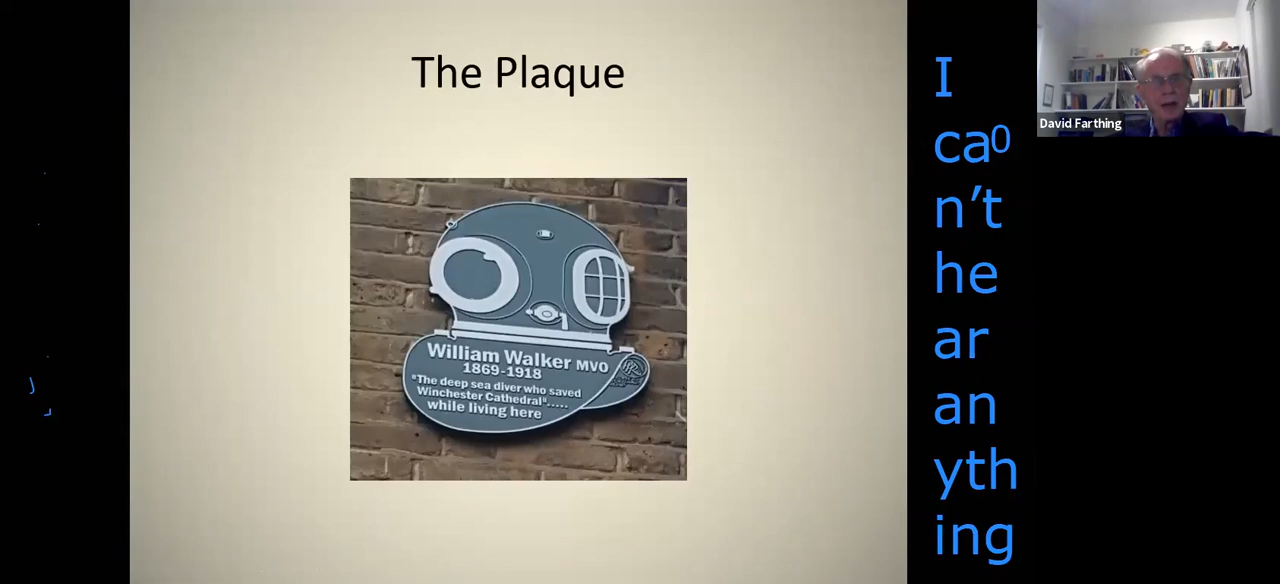 The Plaque
William Walker MVO
1869-1918
"The deep sea diver who saved
Winchester Cathedral".....
while living here
I
ca0
n't
he
ar
an
yth
ing
David Farthing